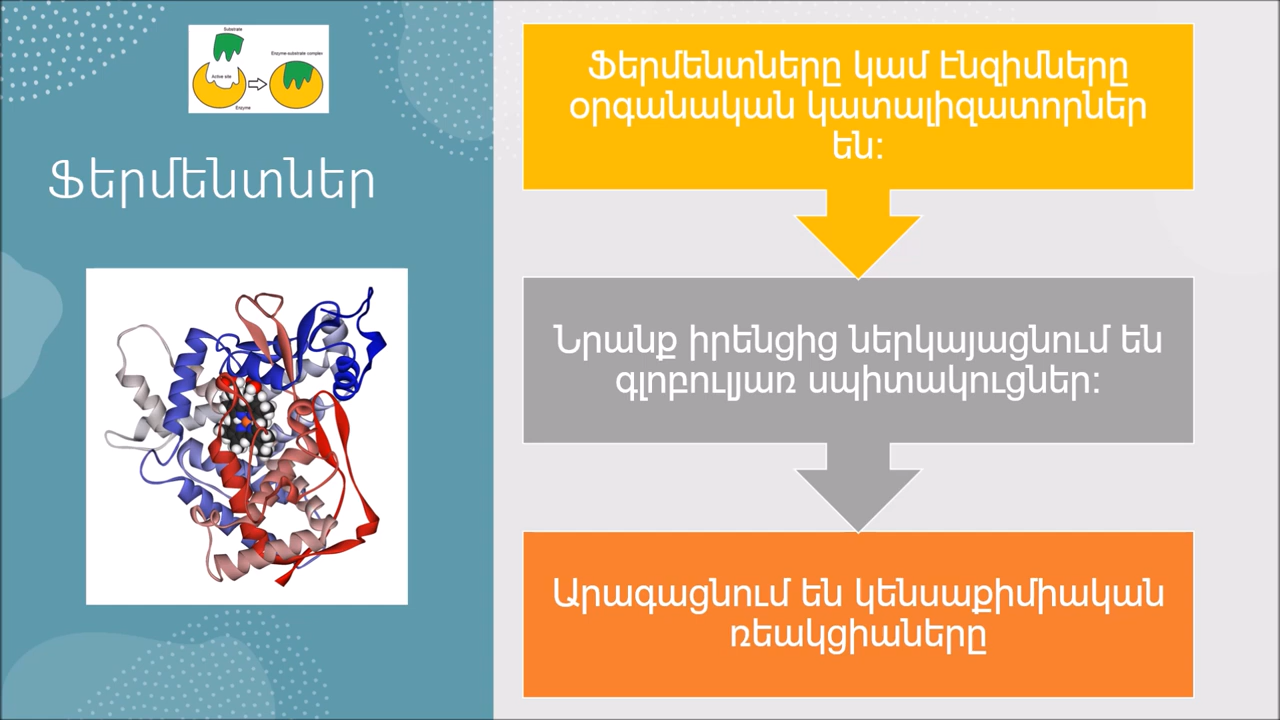 Substrate
Enzyme-substrate complex
Active site
Enzyme
Ֆերմենտներ
Ֆերմենտները կամ էնզիմները
օրգանական կատալիզատորներ
են:
Նրանք իրենցից ներկայացնում են
գլոբուլյառ սպիտակուցներ:
Արագացնում են կենսաքիմիական
ռեակցիաները